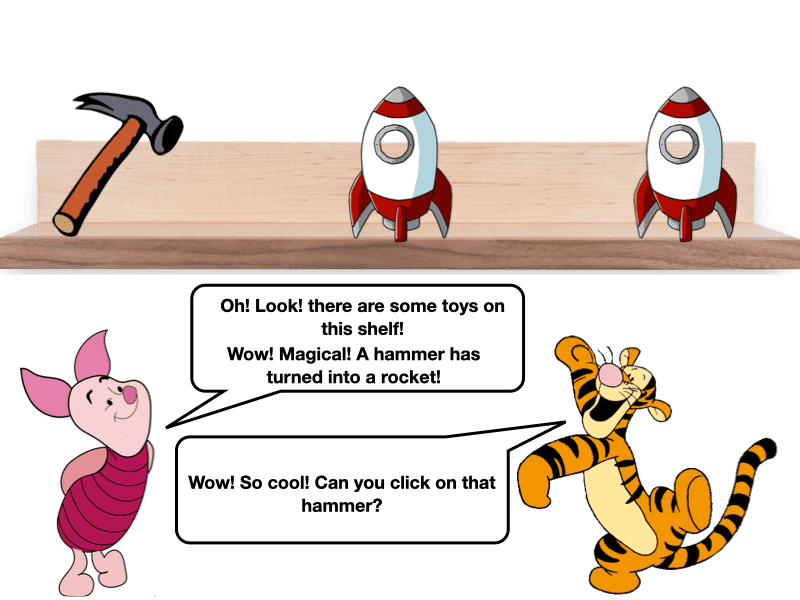 Oh! Look! there are some toys on
this shelf!
Wow! Magical! A hammer has
turned into a rocket!
Wow! So cool! Can you click on that
hammer?